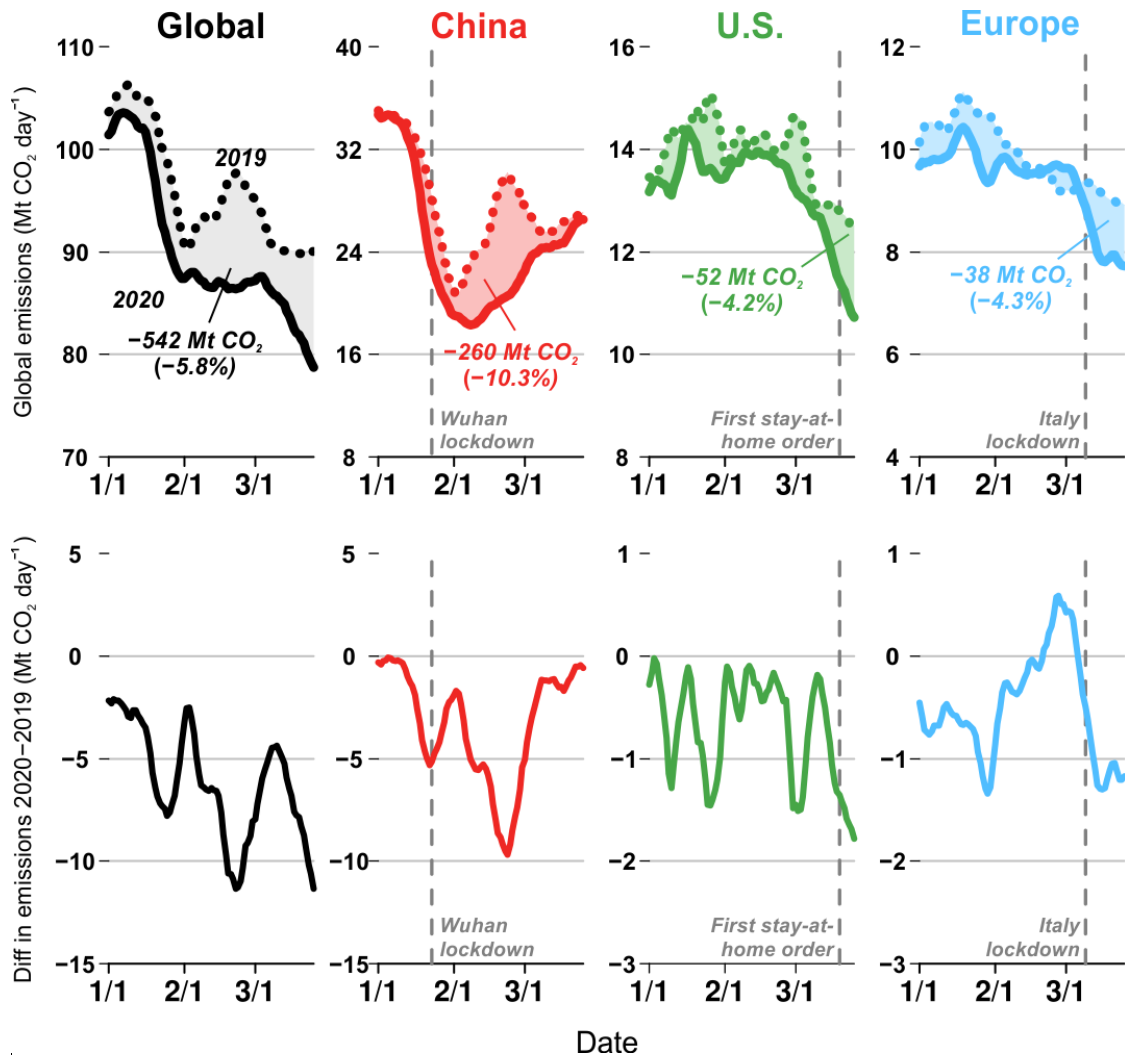 Global China U.S. Europe
Global emissions (Mt CO₂ day⁻¹)
110
100
90
80
70
1/1 2/1 3/1
2019
2020
−542 Mt CO₂
(−5.8%)
40
32
24
16
8
1/1 2/1 3/1
−260 Mt CO₂
(−10.3%)
Wuhan
lockdown
16
14
12
10
8
1/1 2/1 3/1
−52 Mt CO₂
(−4.2%)
First stay-at-
home order
12
10
8
6
4
1/1 2/1 3/1
−38 Mt CO₂
(−4.3%)
Italy
lockdown
Diff in emissions 2020−2019 (Mt CO₂ day⁻¹)
5
0
−5
−10
−15
1/1 2/1 3/1
5
0
−5
−10
−15
1/1 2/1 3/1
Wuhan
lockdown
1
0
−1
−2
−3
1/1 2/1 3/1
First stay-at-
home order
1
0
−1
−2
−3
1/1 2/1 3/1
Italy
lockdown
Date